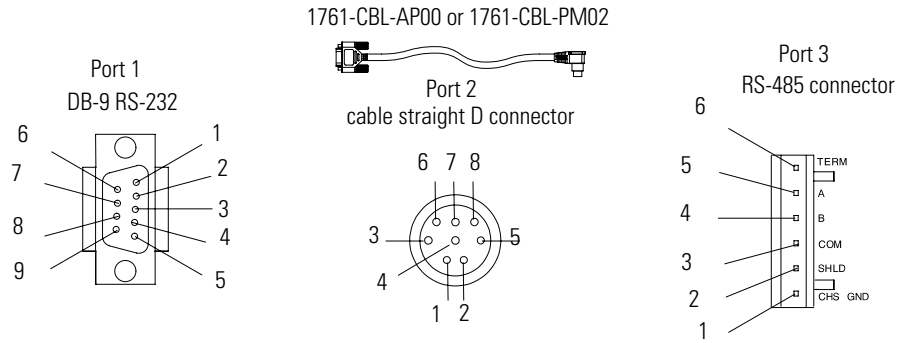 1761-CBL-AP00 or 1761-CBL-PM02
Port 1
DB-9 RS-232
6
7
8
9
1
2
3
4
5
Port 2
cable straight D connector
6 7 8
3
5
4
1 2
Port 3
RS-485 connector
6
5
4
3
2
1
TERM
A
B
COM
SHLD
CHS GND